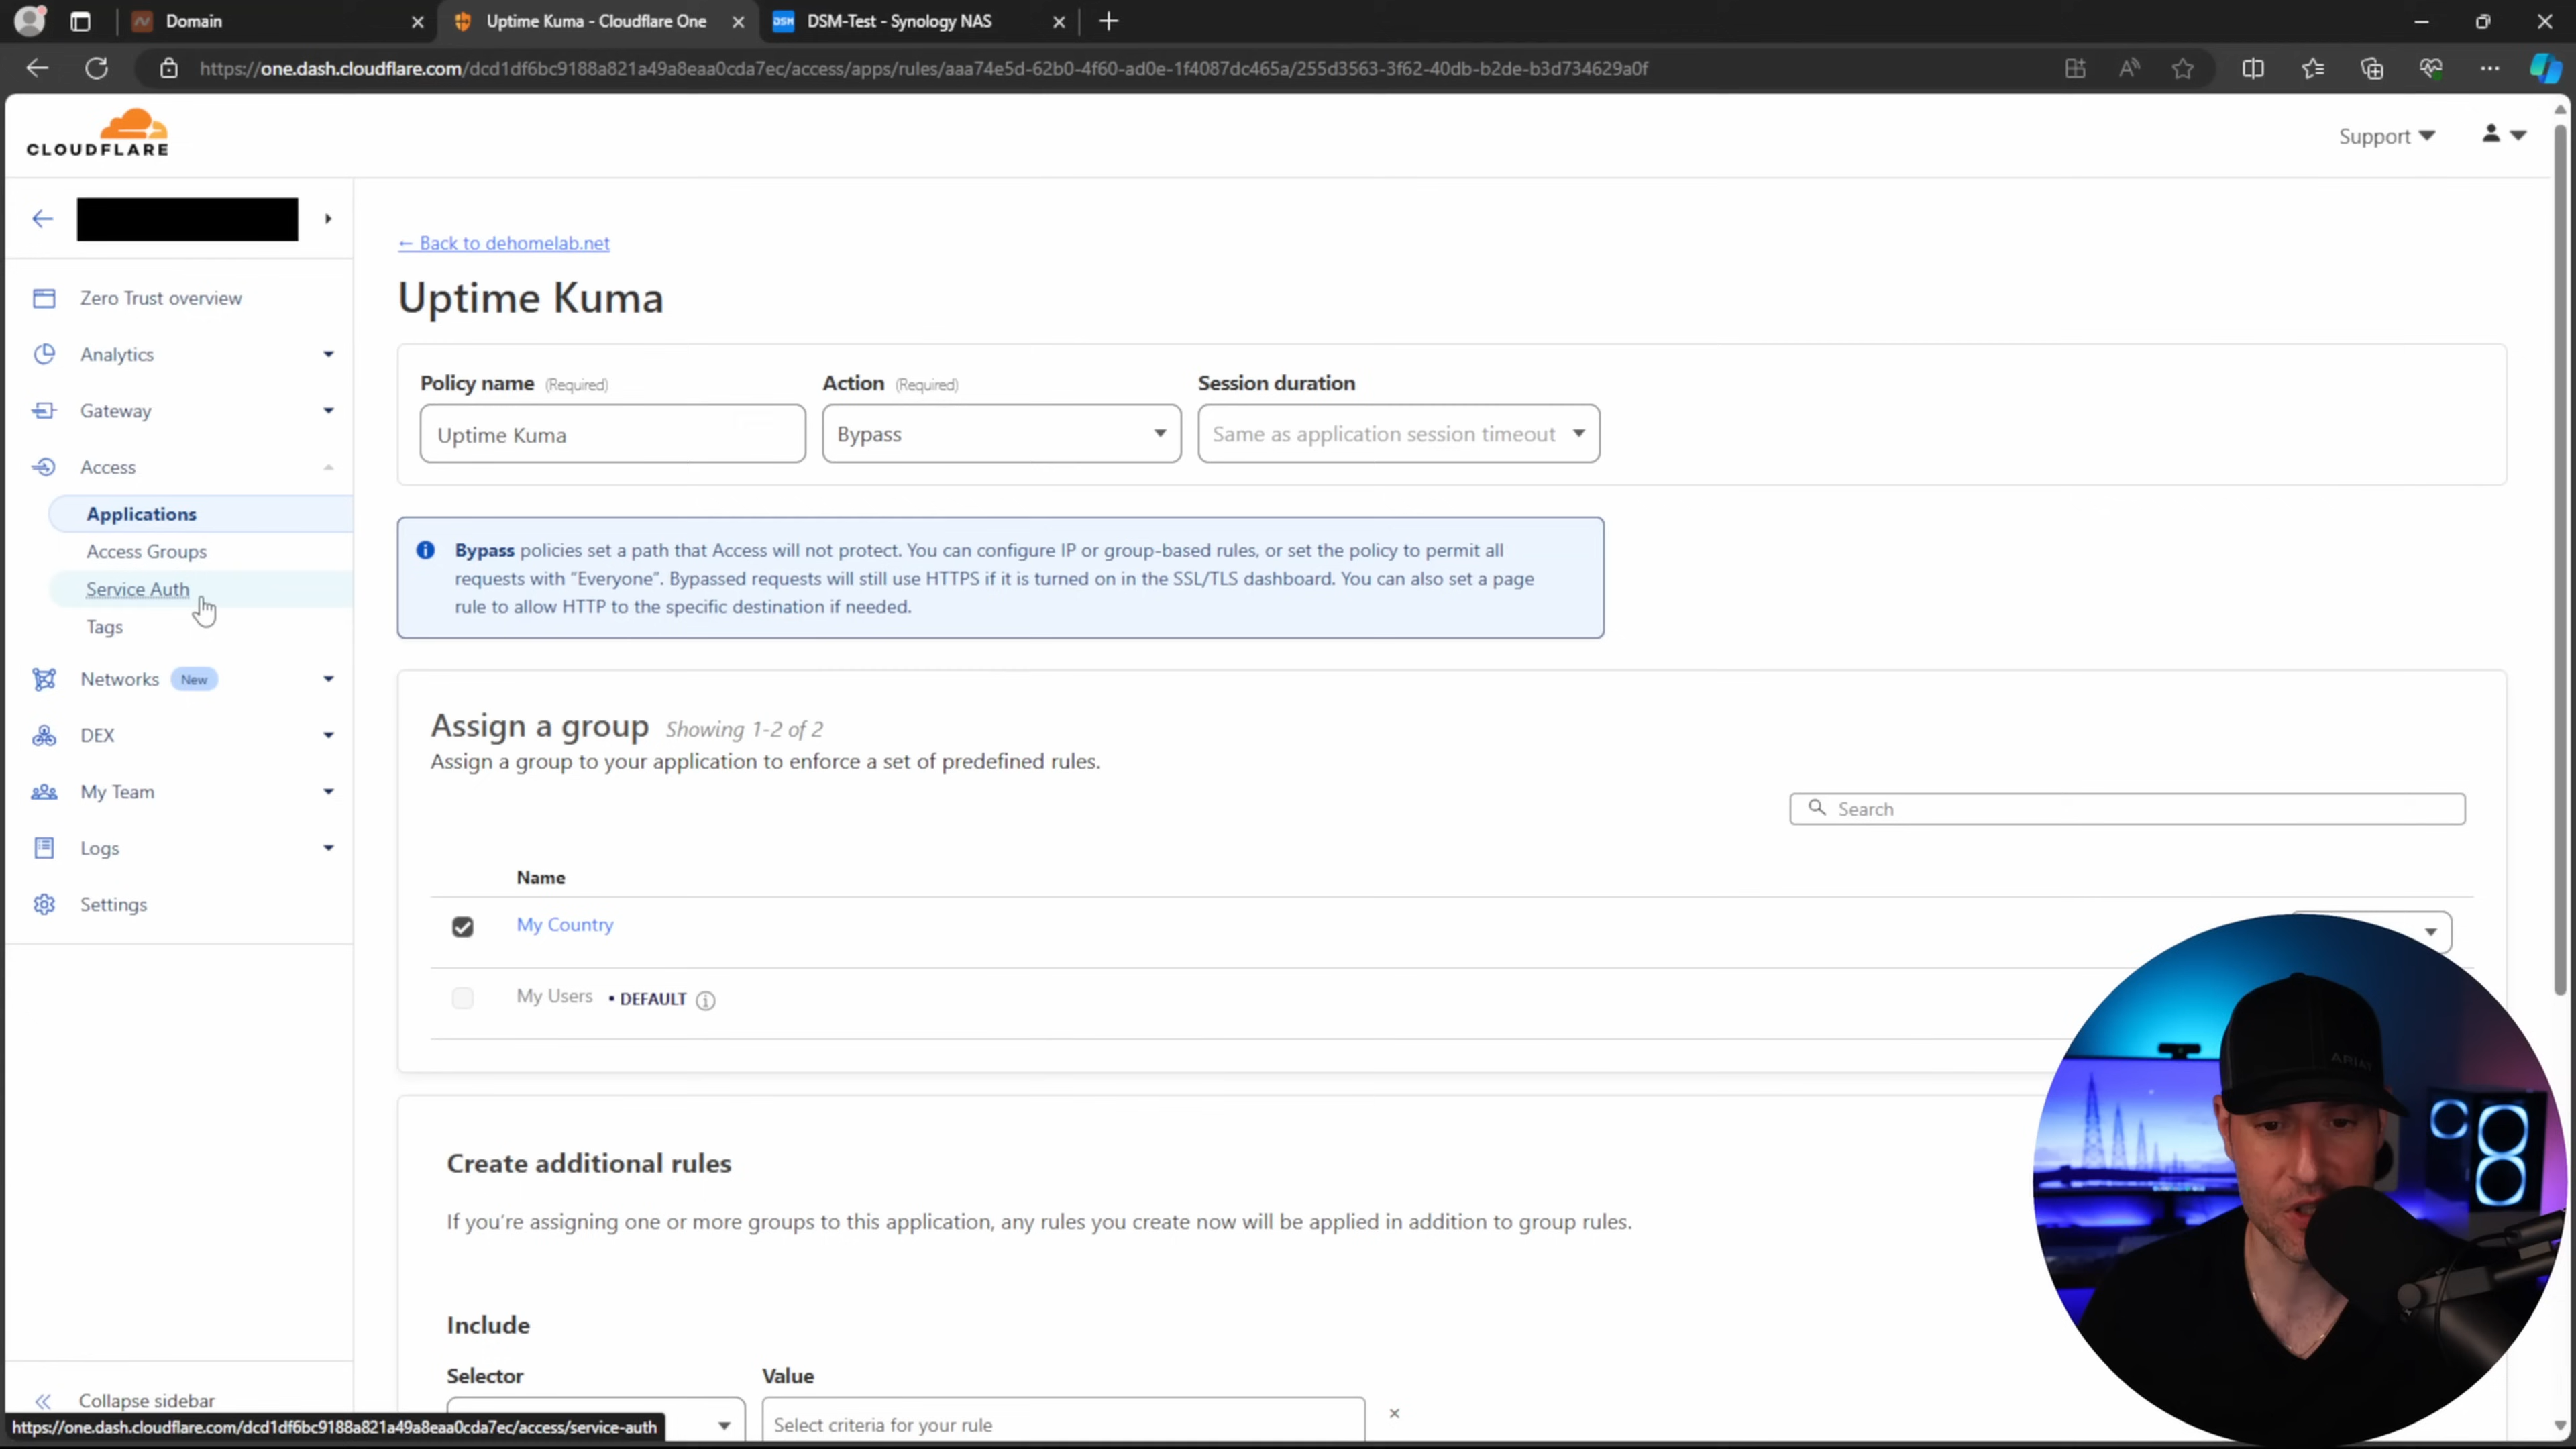 Domain
Uptime Kuma - Cloudflare One
DSM
DSM-Test - Synology NAS
https://one.dash.cloudflare.com/dcd1df6bc9188a821a49a8eaa0cda7ec/access/apps/rules/aaa74e5d-62b0-4f60-ad0e-1f4087dc465a/255d3563-3f62-40db-b2de-b3d734629a0f
CLOUDFLARE
Support
Zero Trust overview
Analytics
Gateway
Access
Applications
Access Groups
Service Auth
Tags
Networks New
DEX
My Team
Logs
Settings
Collapse sidebar
https://one.dash.cloudflare.com/dcd1df6bc9188a821a49a8eaa0cda7ec/access/service-auth
← Back to dehomelab.net
Uptime Kuma
Policy name (Required)
Action (Required)
Session duration
Uptime Kuma
Bypass
Same as application session timeout
Bypass policies set a path that Access will not protect. You can configure IP or group-based rules, or set the policy to permit all
requests with “Everyone”. Bypassed requests will still use HTTPS if it is turned on in the SSL/TLS dashboard. You can also set a page
rule to allow HTTP to the specific destination if needed.
Assign a group Showing 1-2 of 2
Assign a group to your application to enforce a set of predefined rules.
Search
Name
My Country
My Users • DEFAULT
Create additional rules
If you’re assigning one or more groups to this application, any rules you create now will be applied in addition to group rules.
Include
Selector
Value
Select criteria for your rule
ARIAT